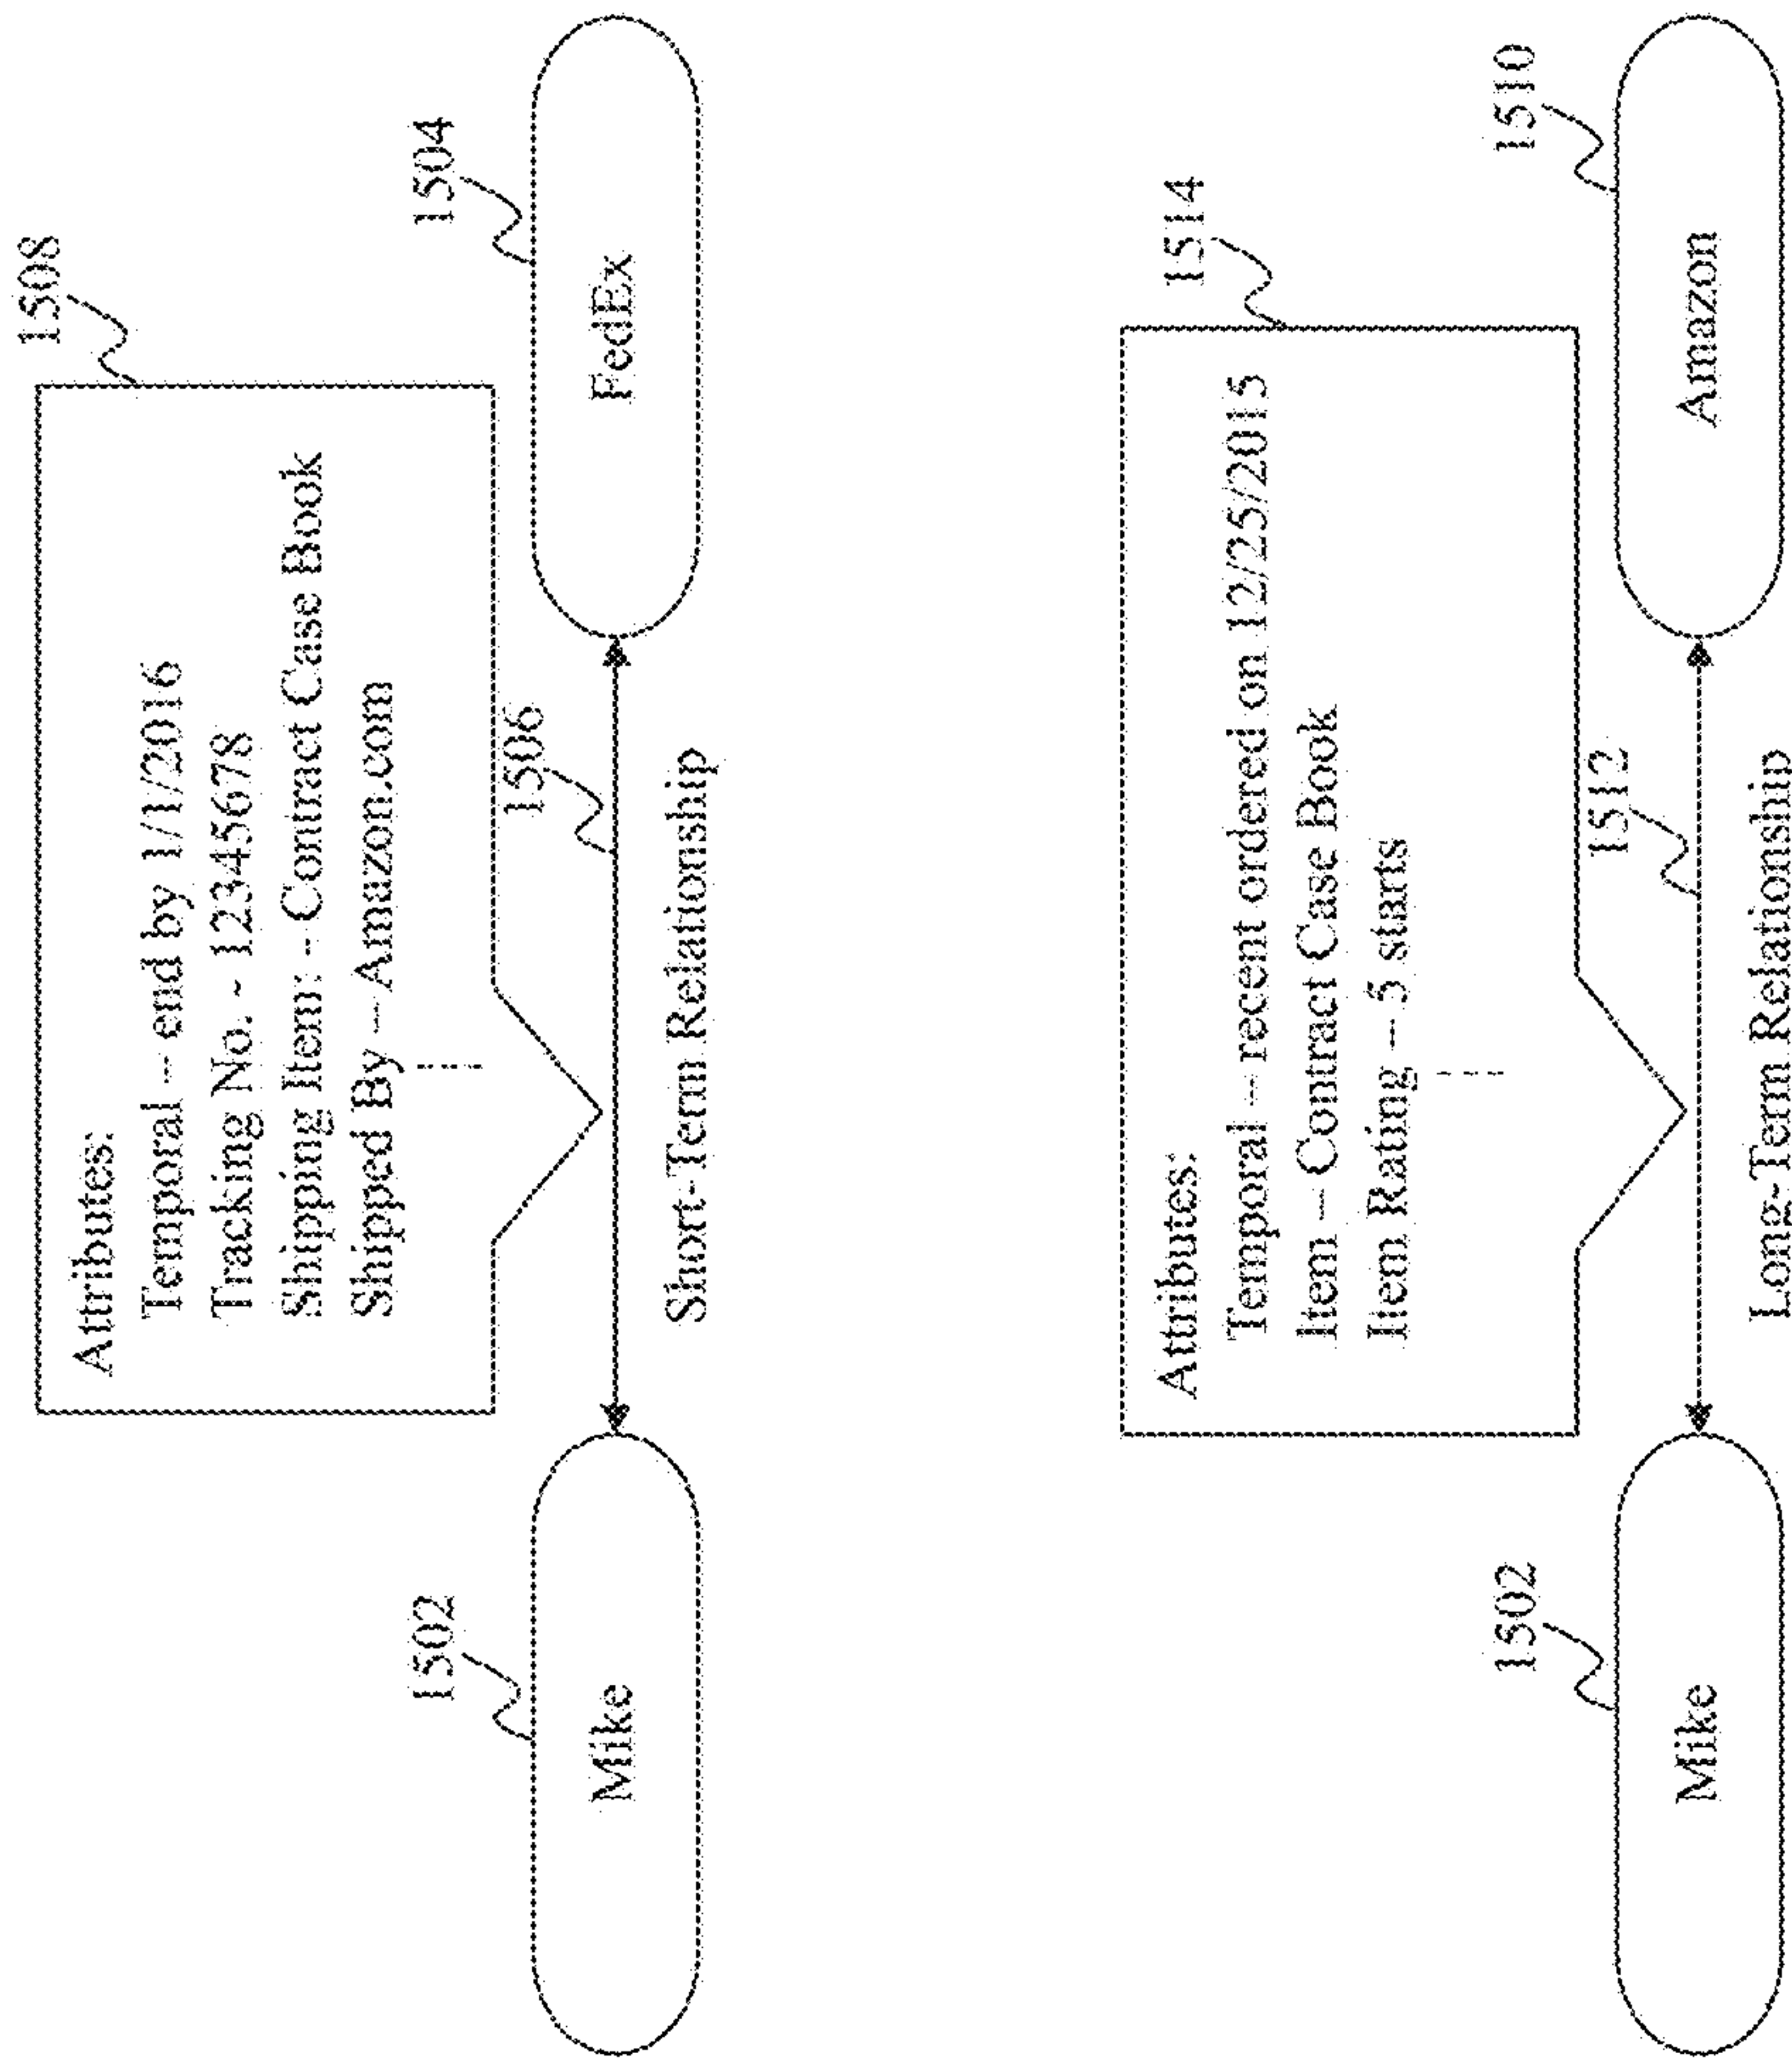 1508
Attributes:
Temporal – end by 1/1/2016
Tracking No. - 12345678
Shipping Item: - Contract Case Book
Shipped By – Amazon.com
1502
1506
1504
Mike
FedEx
Short-Term Relationship
1514
Attributes:
Temporal – recent ordered on 12/25/2015
Item – Contract Case Book
Item Rating – 5 starts
1502
1512
1510
Mike
Amazon
Long-Term Relationship